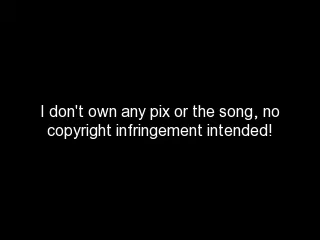 I don't own any pix or the song, no
copyright infringement intended!